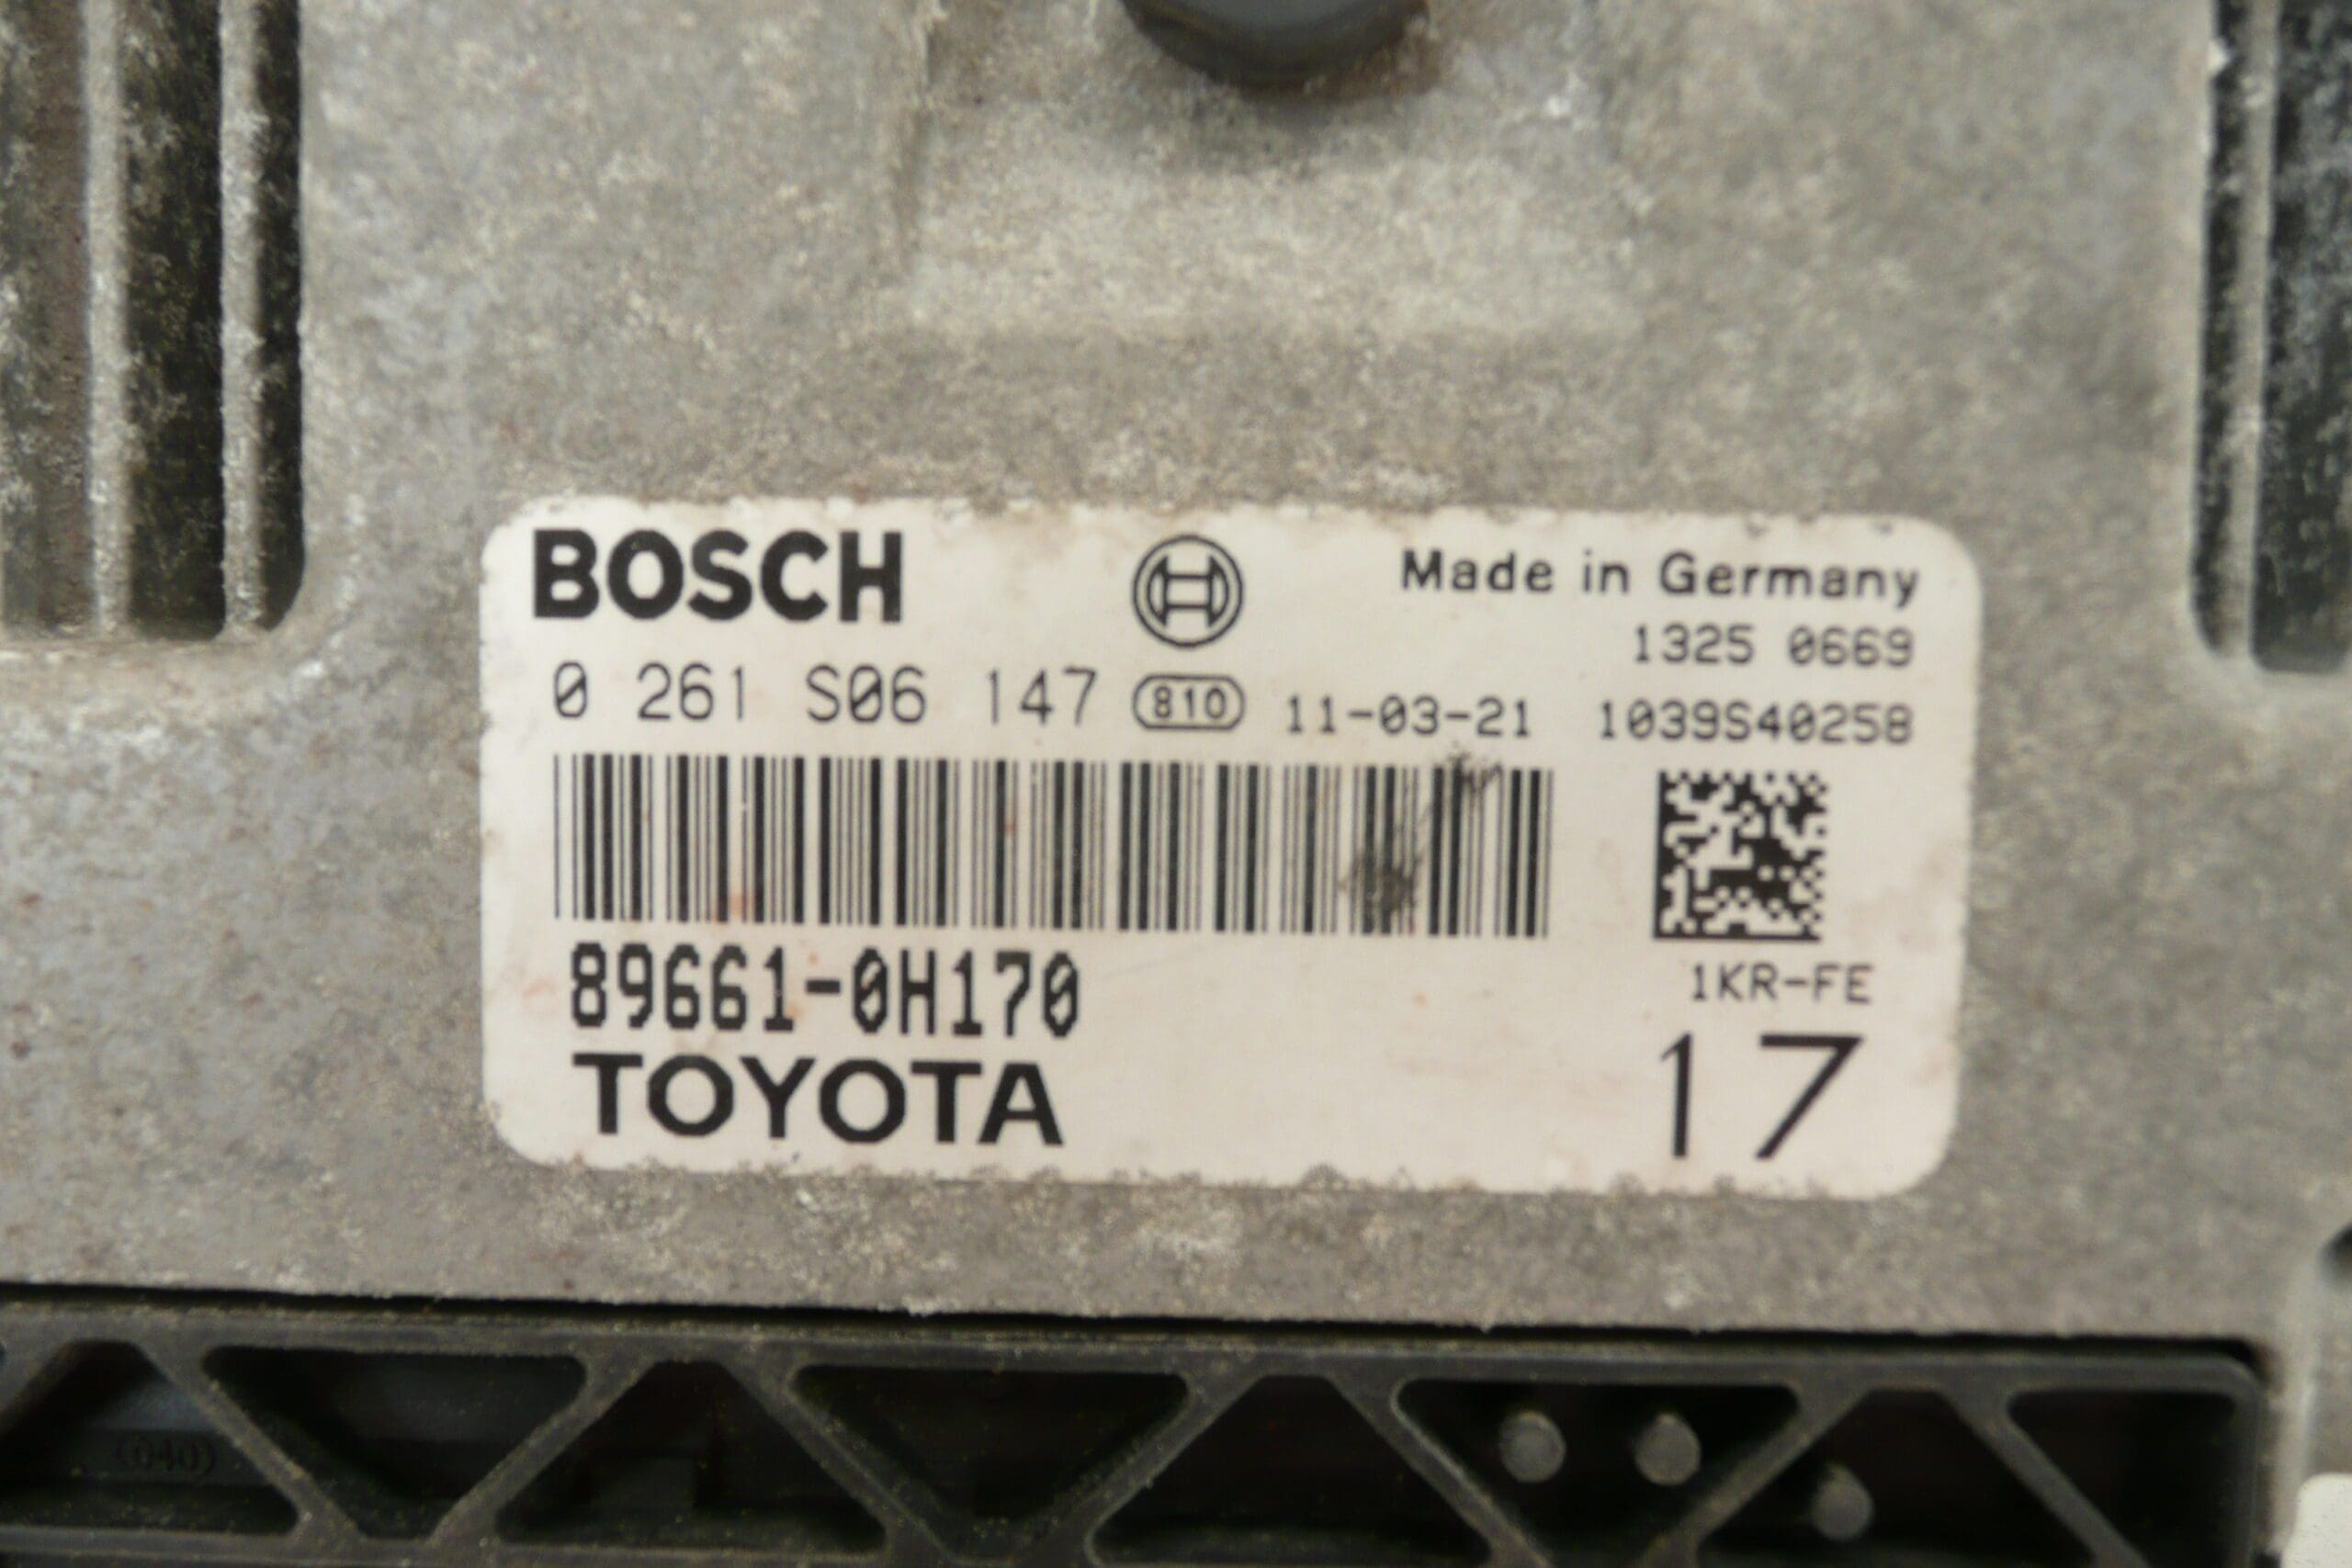 BOSCH
Made in Germany
1325 0669
0 261 S06 147 810 11-03-21 1039S40258
89661-0H170
1KR-FE
TOYOTA
17
(040)